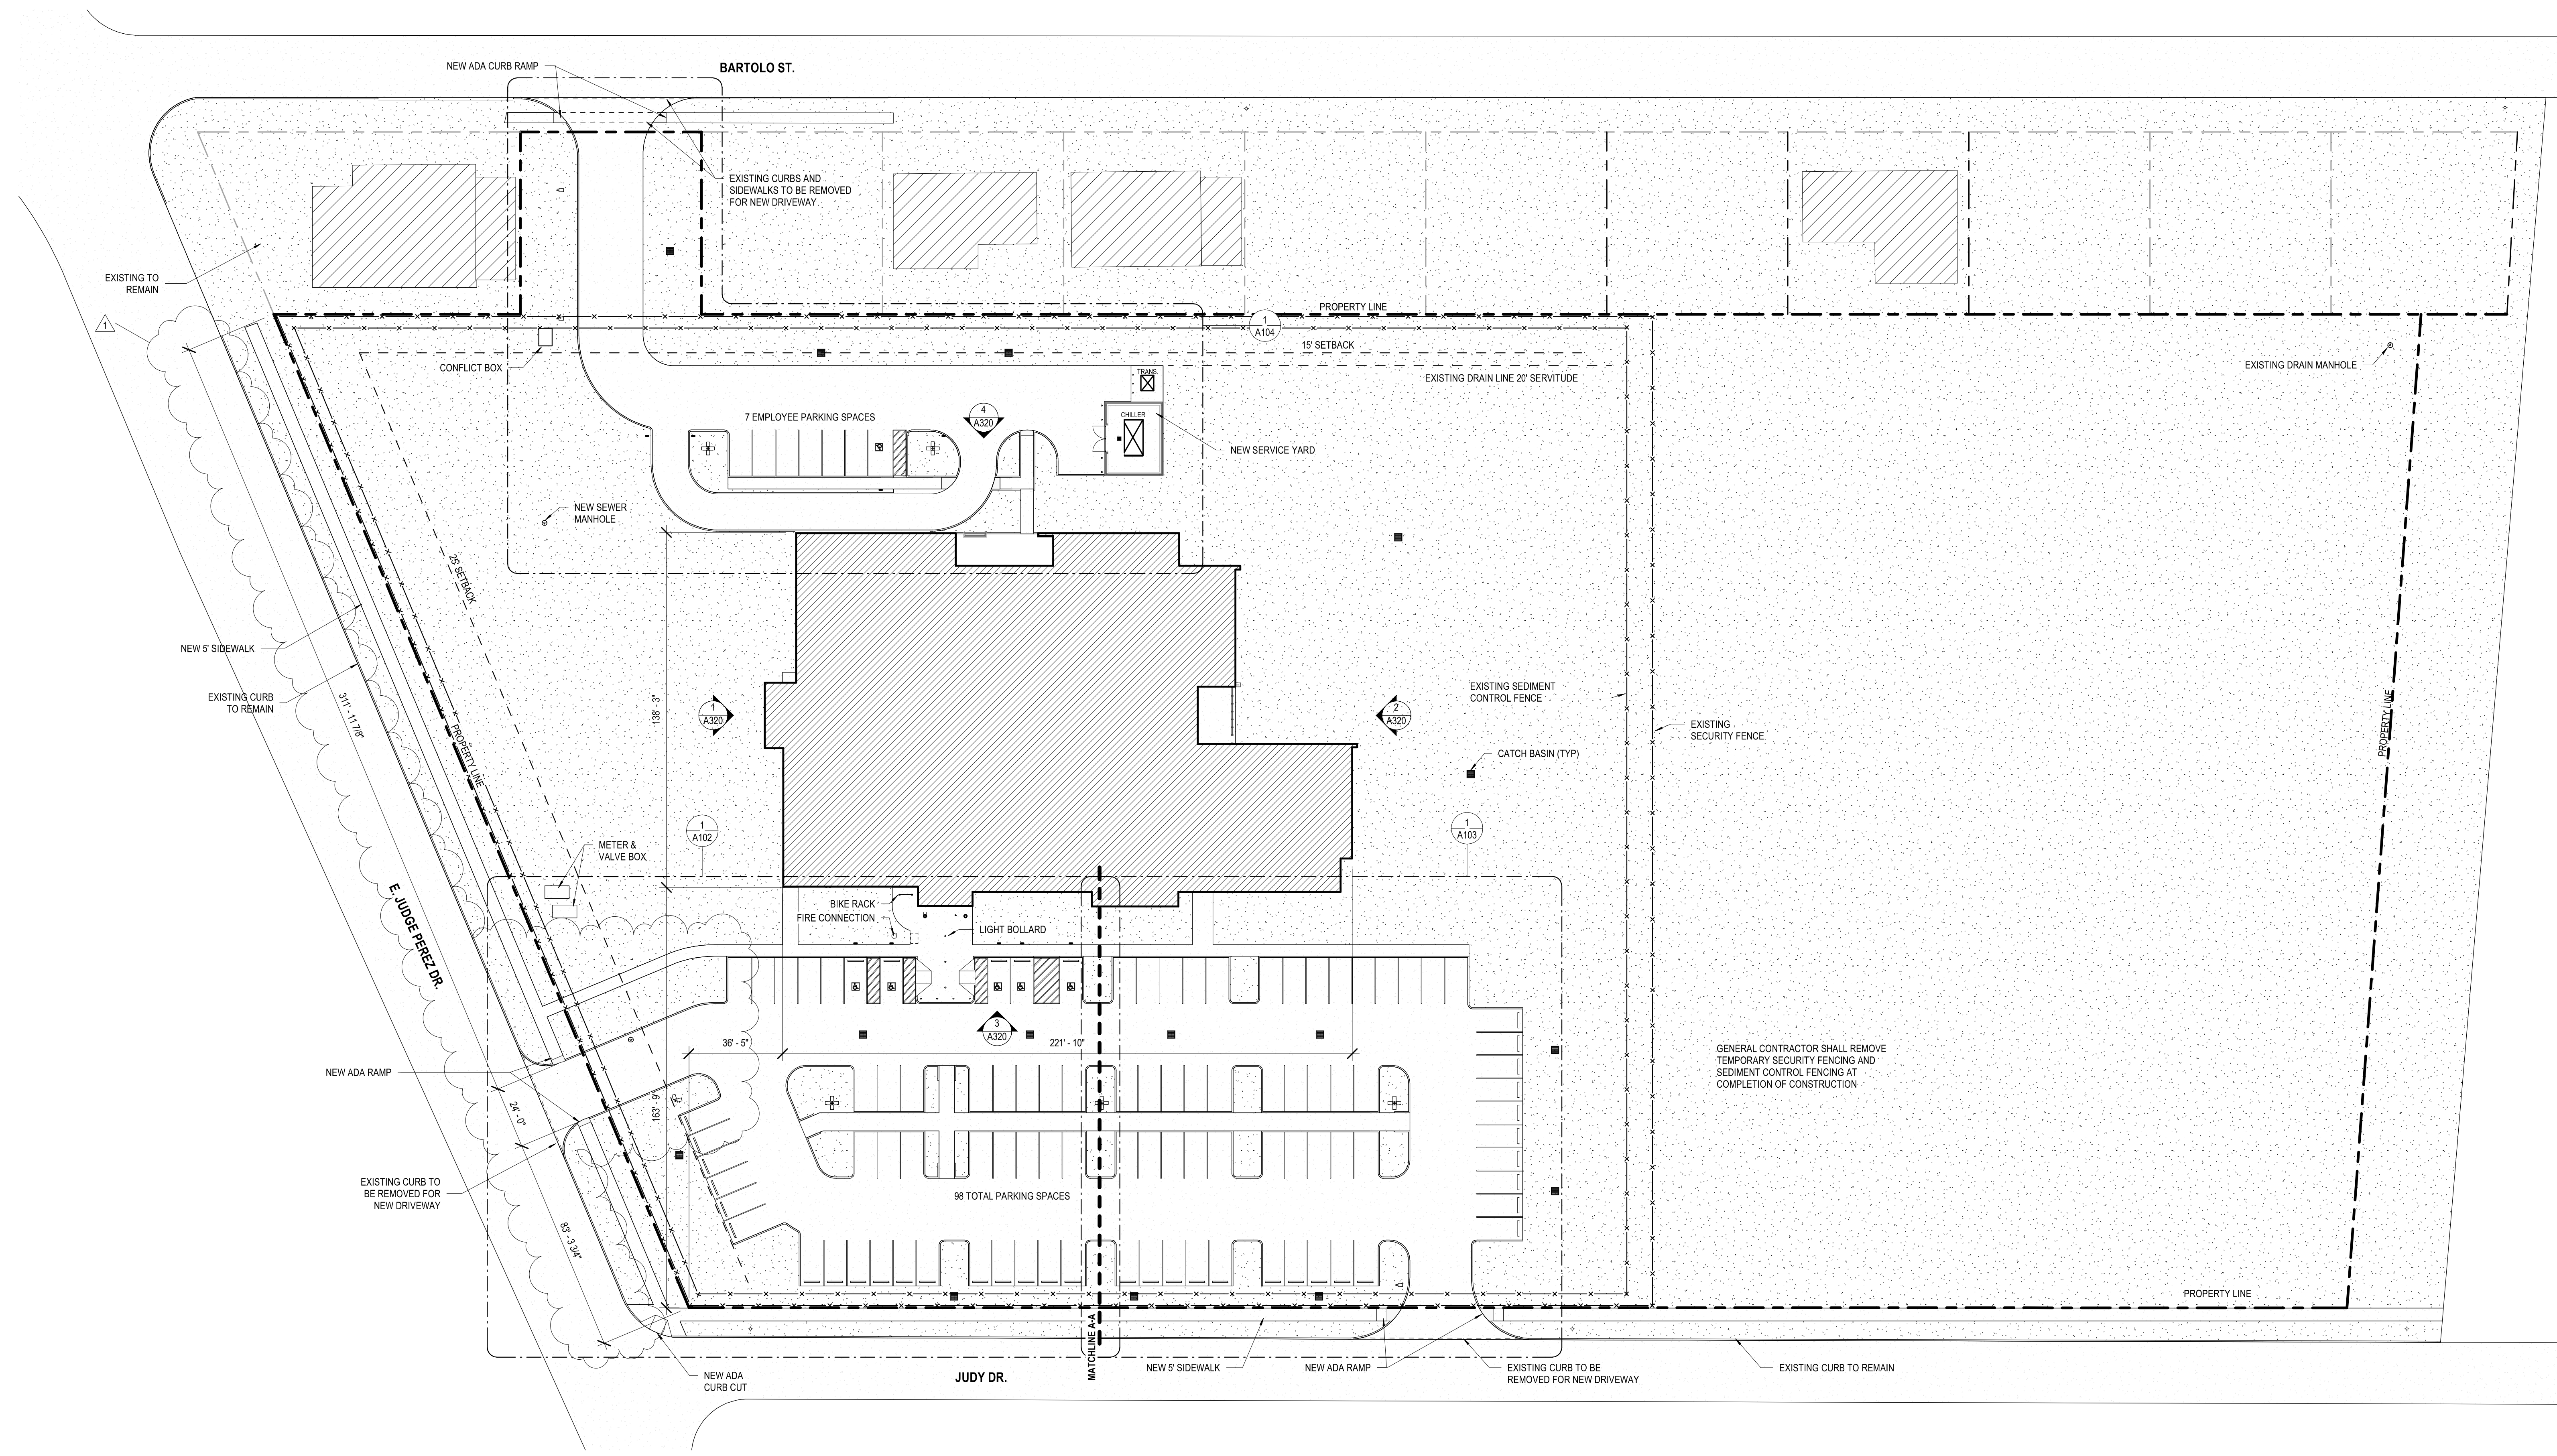 NEW ADA CURB RAMP
BARTOLO ST.
EXISTING CURBS AND
SIDEWALKS TO BE REMOVED
FOR NEW DRIVEWAY
EXISTING TO
REMAIN
1
PROPERTY LINE
1
A104
15' SETBACK
CONFLICT BOX
EXISTING DRAIN LINE 20' SERVITUDE
EXISTING DRAIN MANHOLE
TRANS.
7 EMPLOYEE PARKING SPACES
4
A320
CHILLER
NEW SERVICE YARD
NEW SEWER
MANHOLE
25' SETBACK
NEW 5' SIDEWALK
EXISTING CURB
TO REMAIN
311' - 11 7/8"
PROPERTY LINE
138' - 3"
1
A320
2
A320
EXISTING SEDIMENT
CONTROL FENCE
EXISTING
SECURITY FENCE
CATCH BASIN (TYP)
PROPERTY LINE
1
A102
1
A103
METER &
VALVE BOX
E. JUDGE PEREZ DR.
BIKE RACK
FIRE CONNECTION
LIGHT BOLLARD
3
A320
36' - 5"
221' - 10"
GENERAL CONTRACTOR SHALL REMOVE
TEMPORARY SECURITY FENCING AND
SEDIMENT CONTROL FENCING AT
COMPLETION OF CONSTRUCTION
NEW ADA RAMP
24' - 0"
163' - 9"
EXISTING CURB TO
BE REMOVED FOR
NEW DRIVEWAY
98 TOTAL PARKING SPACES
83' - 3 3/4"
PROPERTY LINE
MATCHLINE A-A
NEW ADA
CURB CUT
JUDY DR.
NEW 5' SIDEWALK
NEW ADA RAMP
EXISTING CURB TO BE
REMOVED FOR NEW DRIVEWAY
EXISTING CURB TO REMAIN